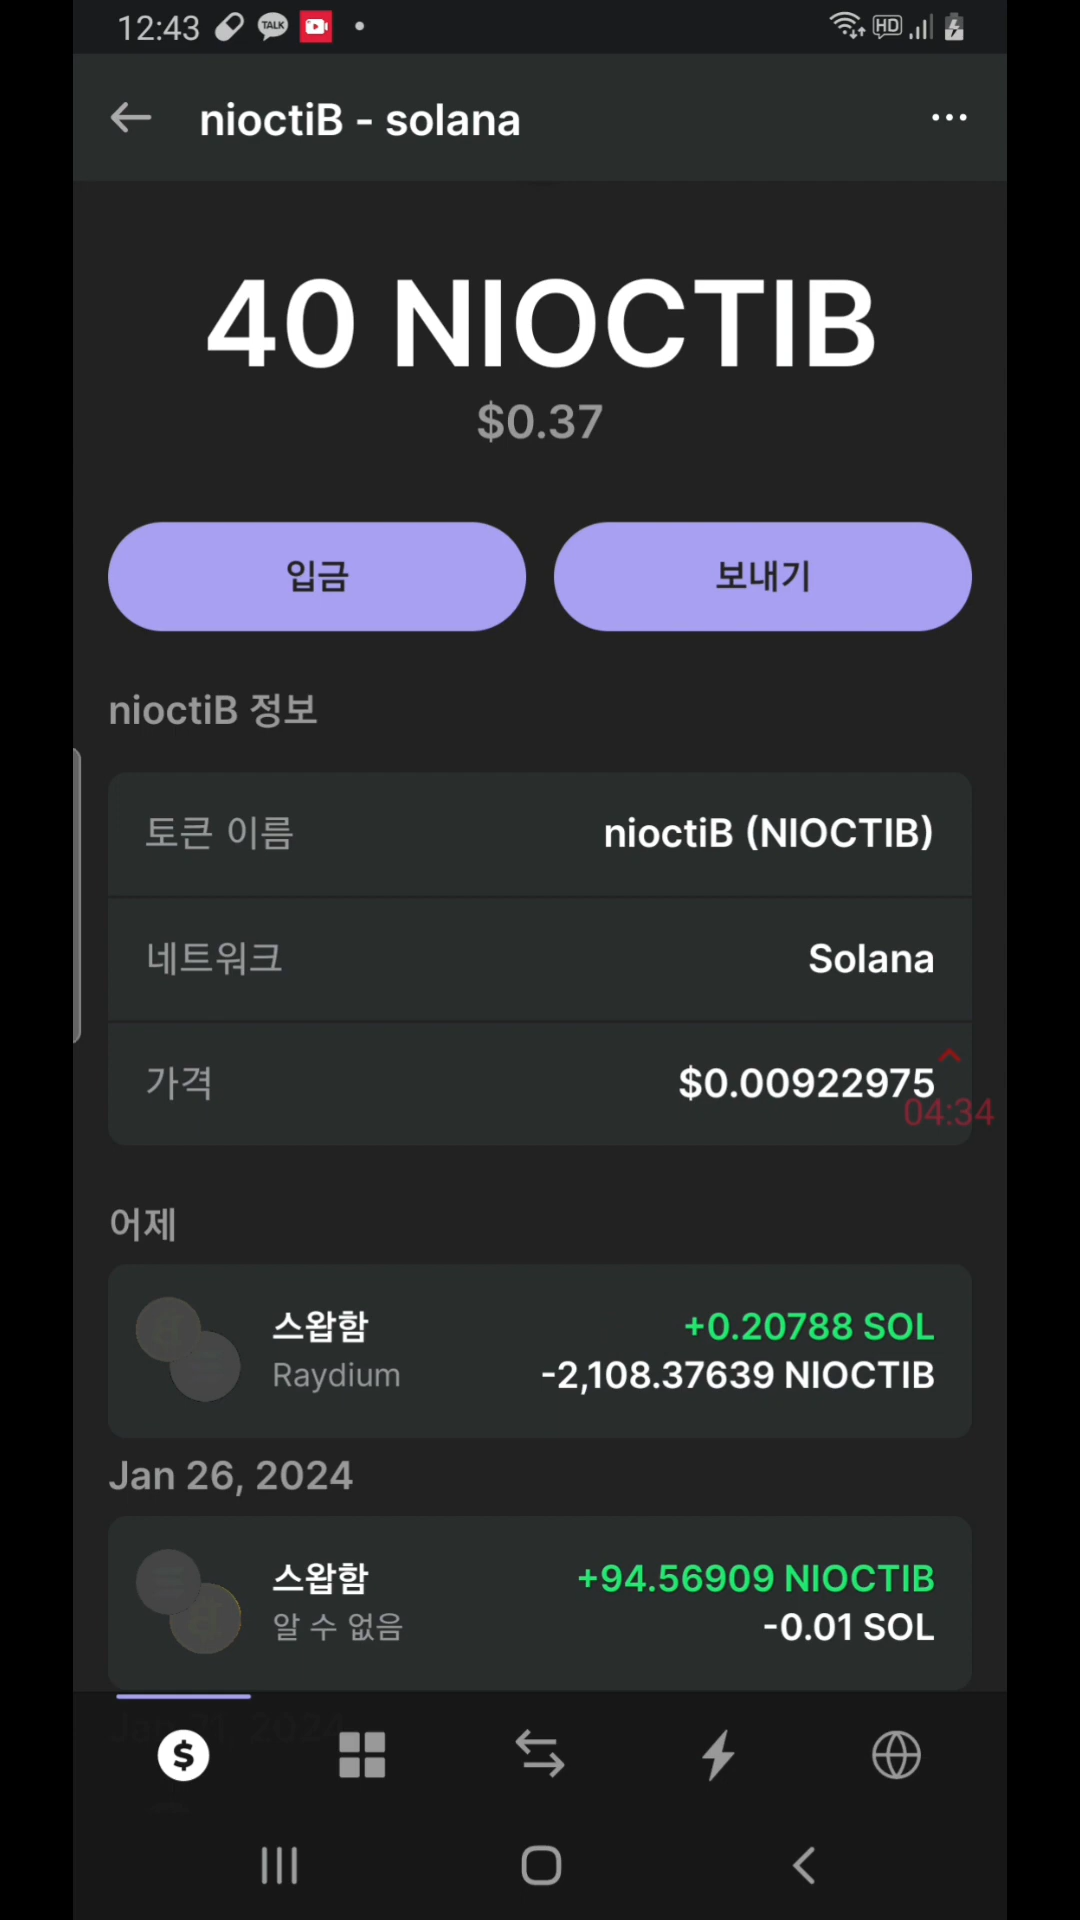 12:43 TALK HD
nioctiB - solana
40 NIOCTIB
$0.37
입금 보내기
nioctiB 정보
토큰 이름 nioctiB (NIOCTIB)
네트워크 Solana
가격 $0.00922975
04:34
어제
스왑함 +0.20788 SOL
Raydium -2,108.37639 NIOCTIB
Jan 26, 2024
스왑함 +94.56909 NIOCTIB
알 수 없음 -0.01 SOL